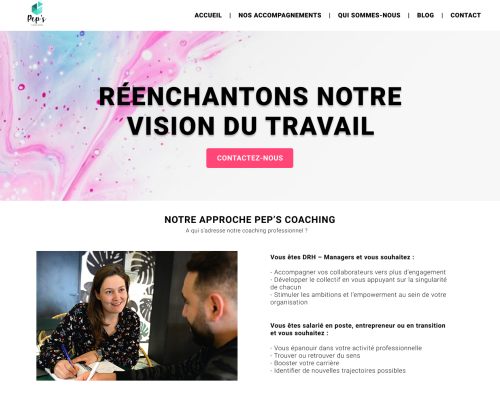 Pep's
ACCUEIL | NOS ACCOMPAGNEMENTS | QUI SOMMES-NOUS | BLOG | CONTACT
RÉENCHANTONS NOTRE
VISION DU TRAVAIL
CONTACTEZ-NOUS
NOTRE APPROCHE PEP'S COACHING
A qui s'adresse notre coaching professionnel ?
Vous êtes DRH – Managers et vous souhaitez :
- Accompagner vos collaborateurs vers plus d'engagement
- Développer le collectif en vous appuyant sur la singularité
de chacun
- Stimuler les ambitions et l'empowerment au sein de votre
organisation
Vous êtes salarié en poste, entrepreneur ou en transition
et vous souhaitez :
- Vous épanouir dans votre activité professionnelle
- Trouver ou retrouver du sens
- Booster votre carrière
- Identifier de nouvelles trajectoires possibles